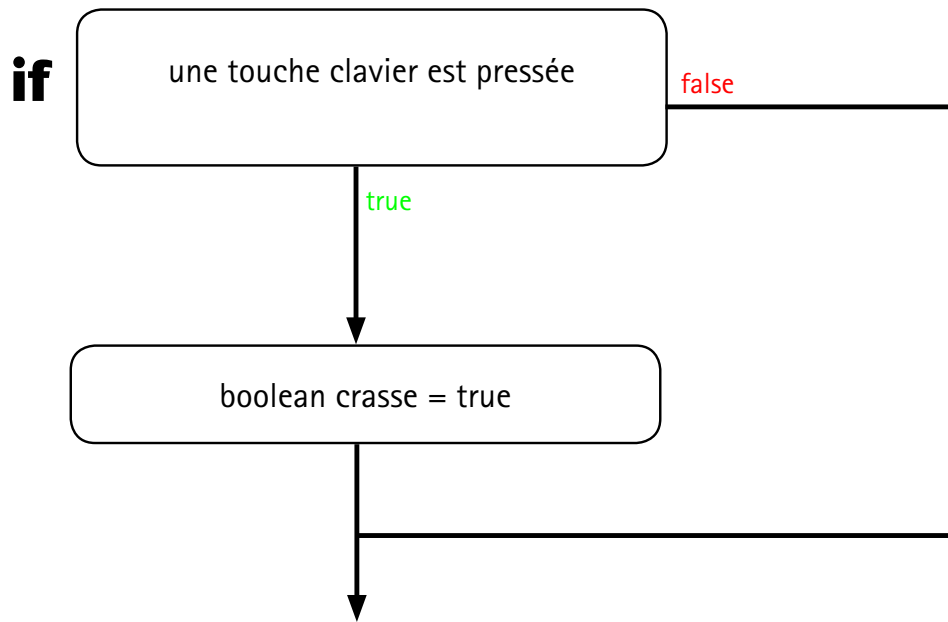 if
une touche clavier est pressée
false
true
boolean crasse = true